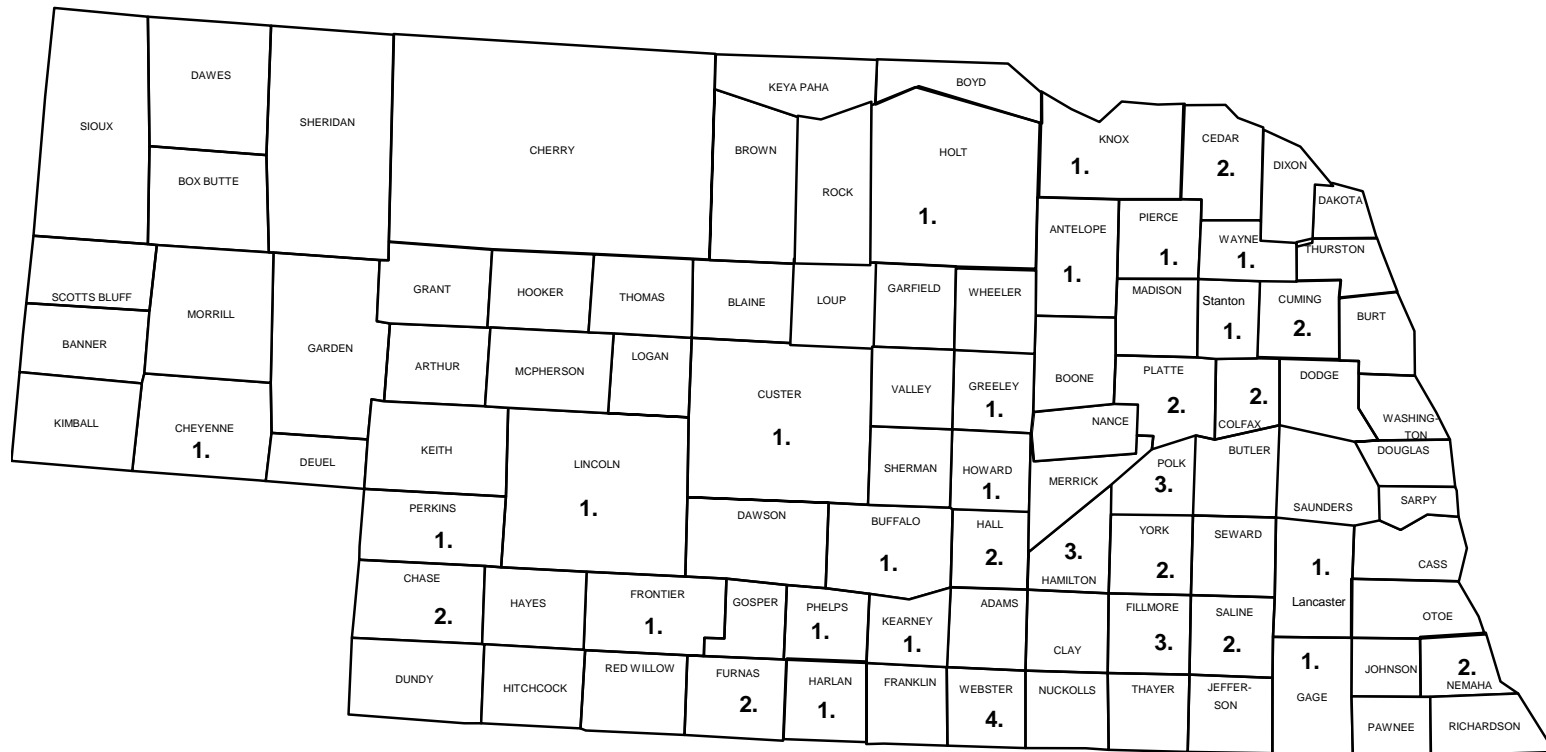 KEYA PAHA
BOYD
DAWES
SIOUX
SHERIDAN
CHERRY
BROWN
ROCK
HOLT
1.
KNOX
1.
CEDAR
2.
DIXON
DAKOTA
BOX BUTTE
ANTELOPE
1.
PIERCE
1.
WAYNE
1.
THURSTON
SCOTTS BLUFF
MORRILL
GARDEN
GRANT
HOOKER
THOMAS
BLAINE
LOUP
GARFIELD
WHEELER
MADISON
Stanton
1.
CUMING
2.
BURT
BANNER
ARTHUR
MCPHERSON
LOGAN
CUSTER
1.
VALLEY
GREELEY
1.
BOONE
PLATTE
2.
2.
COLFAX
DODGE
WASHING-
TON
KIMBALL
CHEYENNE
1.
DEUEL
KEITH
LINCOLN
1.
SHERMAN
HOWARD
1.
NANCE
MERRICK
POLK
3.
BUTLER
SAUNDERS
DOUGLAS
SARPY
PERKINS
1.
DAWSON
BUFFALO
1.
HALL
2.
3.
HAMILTON
YORK
2.
SEWARD
1.
Lancaster
CASS
OTOE
CHASE
2.
HAYES
FRONTIER
1.
GOSPER
PHELPS
1.
KEARNEY
1.
ADAMS
CLAY
FILLMORE
3.
SALINE
2.
1.
GAGE
JOHNSON
2.
NEMAHA
DUNDY
HITCHCOCK
RED WILLOW
FURNAS
2.
HARLAN
1.
FRANKLIN
WEBSTER
4.
NUCKOLLS
THAYER
JEFFER-
SON
PAWNEE
RICHARDSON